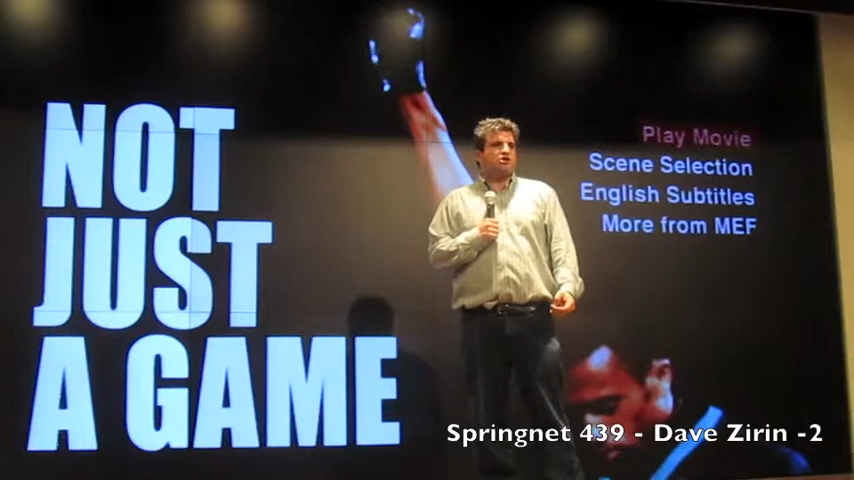 NOT
JUST
A GAME
Play Movie
Scene Selection
English Subtitles
More from MEF
Springnet 439 - Dave Zirin -2